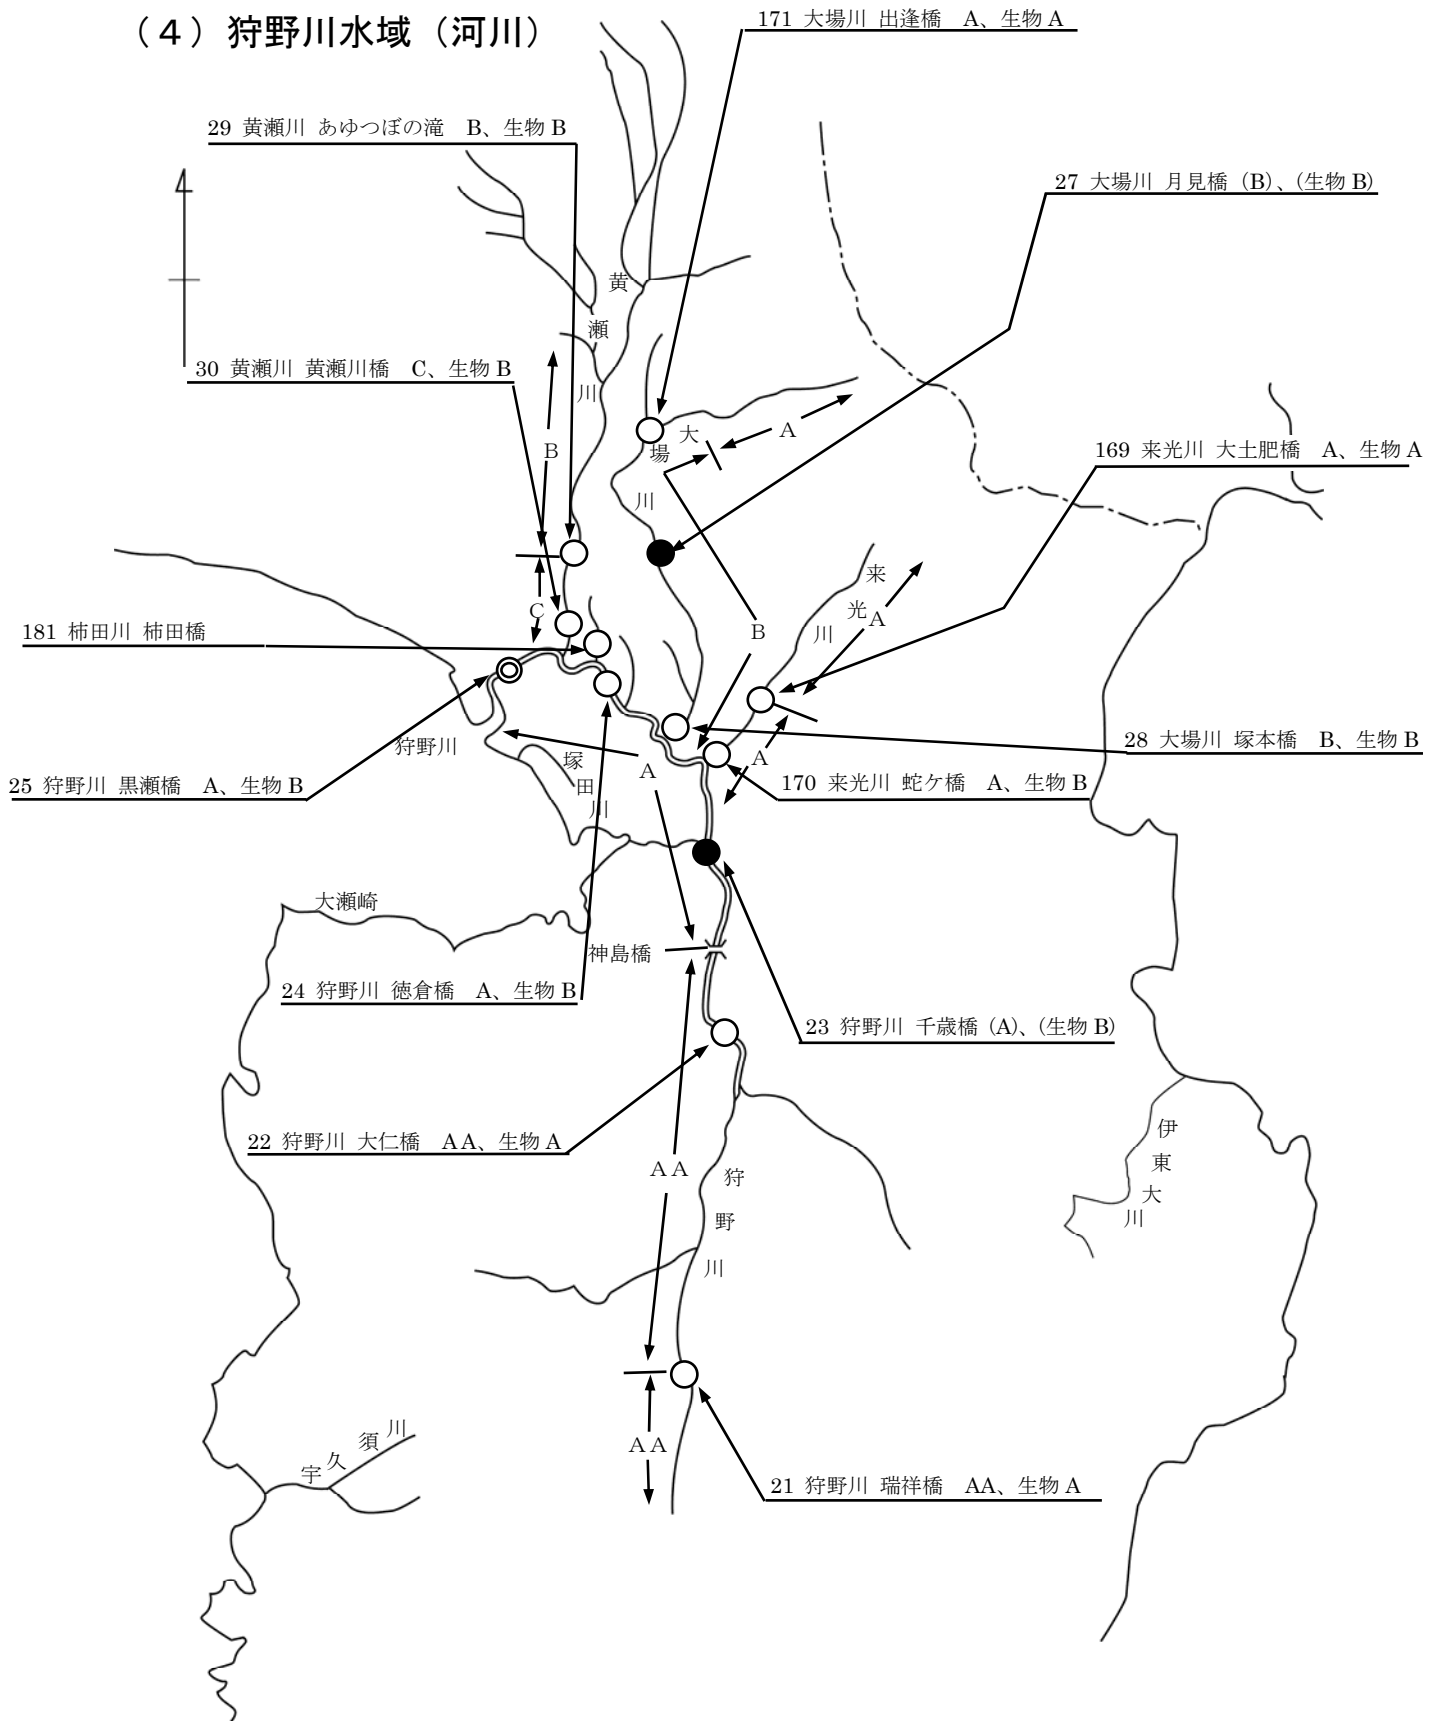 （４）狩野川水域（河川）
171 大場川 出逢橋　A、生物 A
29 黄瀬川 あゆつぼの滝　B、生物 B
27 大場川 月見橋（B）、（生物 B）
黄瀬川
30 黄瀬川 黄瀬川橋　C、生物 B
大場川
A
B
169 来光川 大土肥橋　A、生物 A
来光川
A
C
B
181 柿田川 柿田橋
狩野川
塚田川
A
A
28 大場川 塚本橋　B、生物 B
25 狩野川 黒瀬橋　A、生物 B
170 来光川 蛇ケ橋　A、生物 B
大瀬崎
神島橋
24 狩野川 徳倉橋　A、生物 B
23 狩野川 千歳橋（A）、（生物 B）
22 狩野川 大仁橋　AA、生物 A
AA
狩野川
伊東大川
宇久須川
AA
21 狩野川 瑞祥橋　AA、生物 A